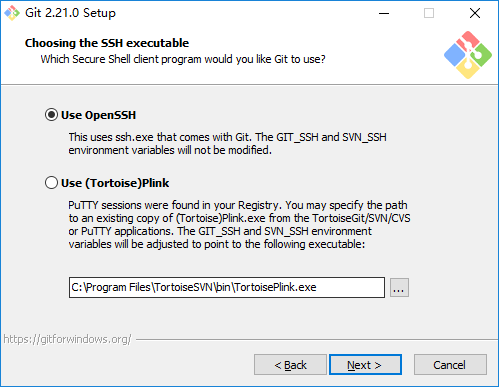 Git 2.21.0 Setup
Choosing the SSH executable
Which Secure Shell client program would you like Git to use?
Use OpenSSH
This uses ssh.exe that comes with Git. The GIT_SSH and SVN_SSH
environment variables will not be modified.
Use (Tortoise)Plink
PuTTY sessions were found in your Registry. You may specify the path
to an existing copy of (Tortoise)Plink.exe from the TortoiseGit/SVN/CVS
or PuTTY applications. The GIT_SSH and SVN_SSH environment
variables will be adjusted to point to the following executable:
C:\Program Files\TortoiseSVN\bin\TortoisePlink.exe
...
https://gitforwindows.org/
< Back
Next >
Cancel